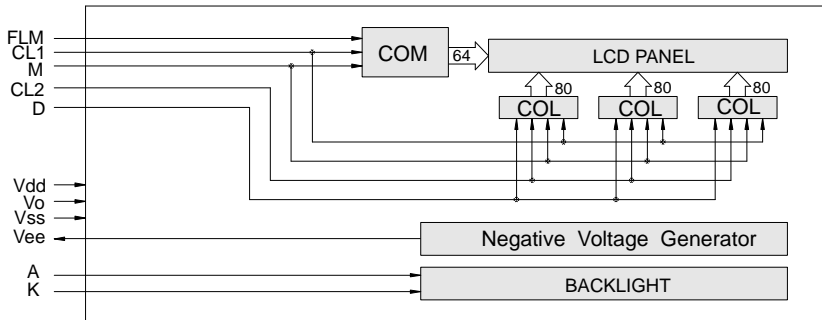 FLM
CL1
M
CL2
D
COM
64
LCD PANEL
80
80
80
COL
COL
COL
Vdd
Vo
Vss
Vee
Negative Voltage Generator
A
K
BACKLIGHT